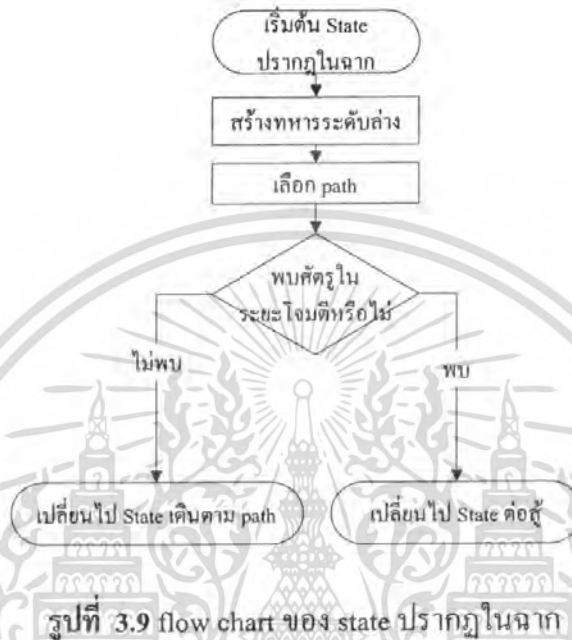 เริ่มต้น State
ปรากฎในฉาก
สร้างทหารระดับล่าง
เลือก path
พบศัตรูใน
ระยะโจมตีหรือไม่
ไม่พบ
พบ
เปลี่ยนไป State เดินตาม path
เปลี่ยนไป State ต่อสู้
รูปที่ 3.9 flow chart ของ state ปรากฏในฉาก